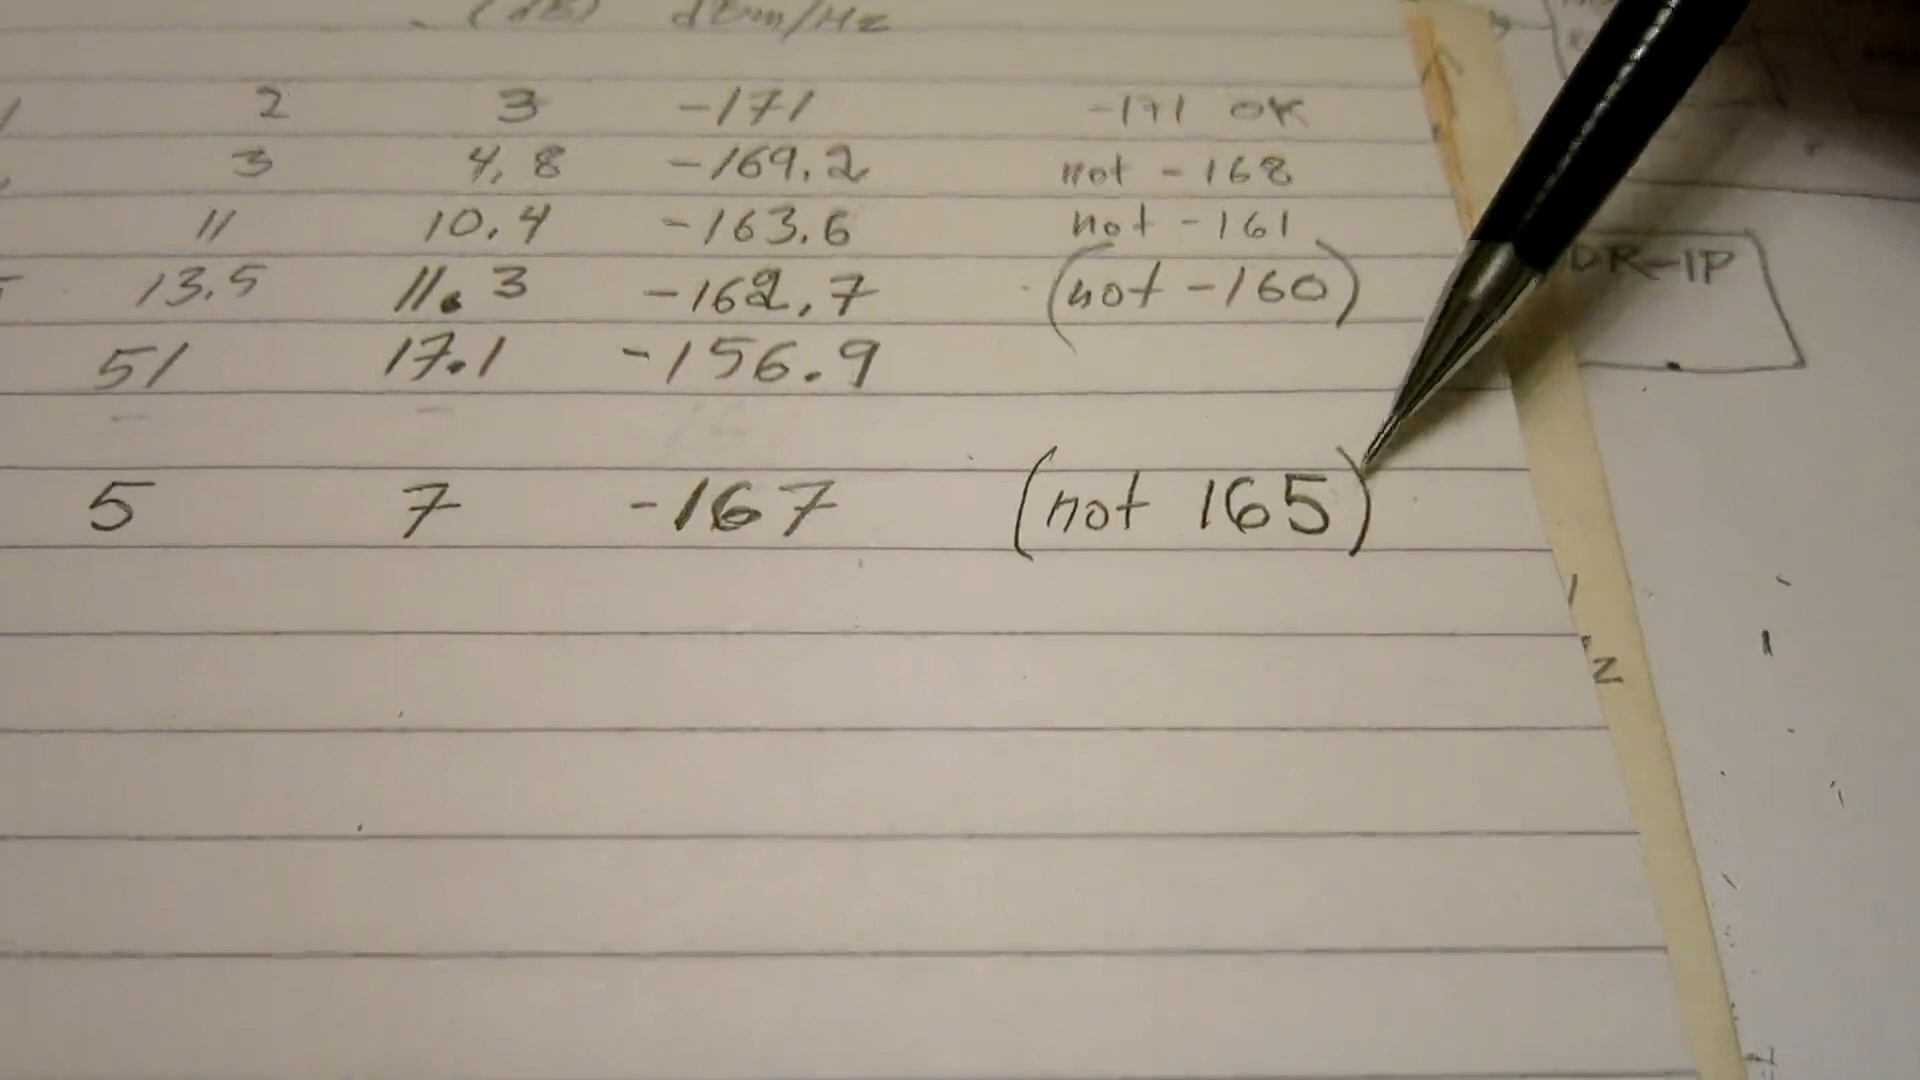 (dB) dBm/Hz
2 3 -171 -171 OK
3 4,8 -169.2 not -168
11 10.4 -163.6 not -161
13.5 11.3 -162,7 (not -160)
51 17.1 -156.9
5 7 -167 (not 165)
DR-IP